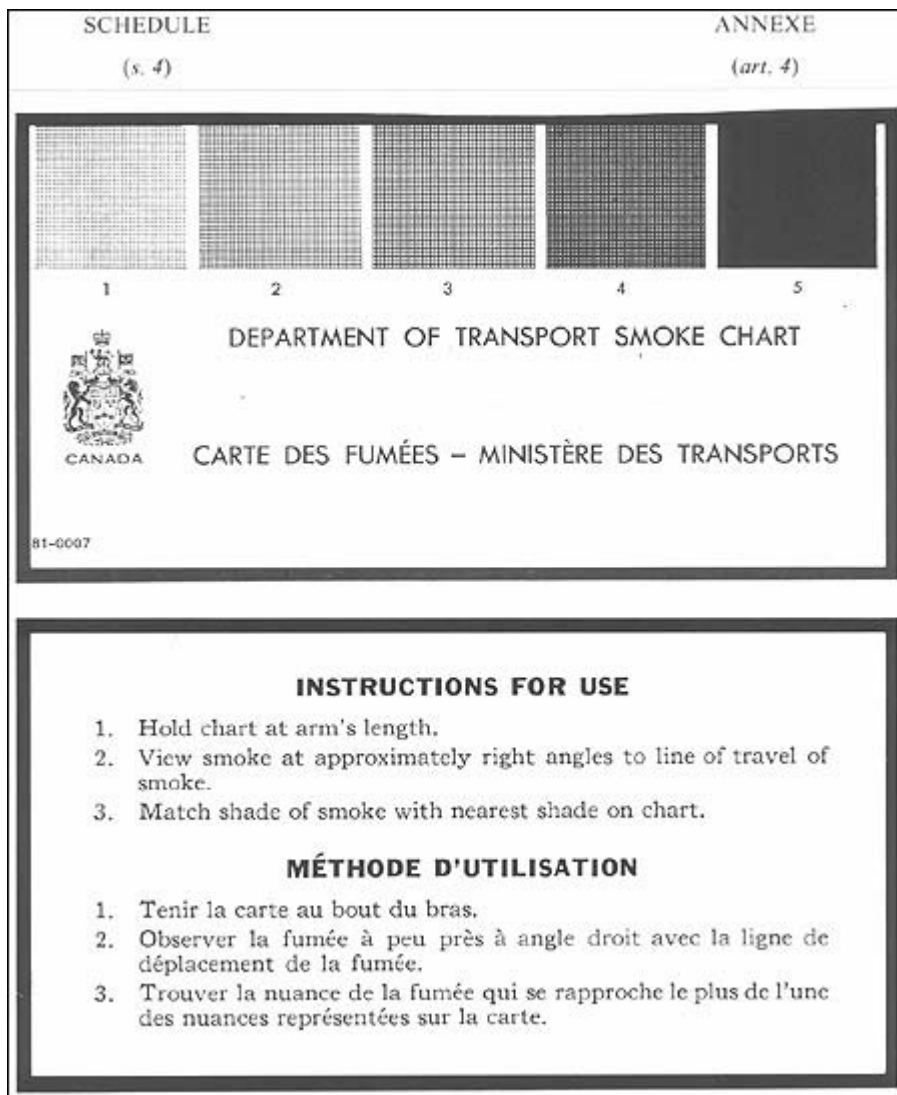 SCHEDULE ANNEXE
(s. 4) (art. 4)
1 2 3 4 5
DEPARTMENT OF TRANSPORT SMOKE CHART
CANADA
CARTE DES FUMÉES – MINISTÈRE DES TRANSPORTS
81-0007
INSTRUCTIONS FOR USE
1. Hold chart at arm's length.
2. View smoke at approximately right angles to line of travel of
smoke.
3. Match shade of smoke with nearest shade on chart.
MÉTHODE D'UTILISATION
1. Tenir la carte au bout du bras.
2. Observer la fumée à peu près à angle droit avec la ligne de
déplacement de la fumée.
3. Trouver la nuance de la fumée qui se rapproche le plus de l'une
des nuances représentées sur la carte.